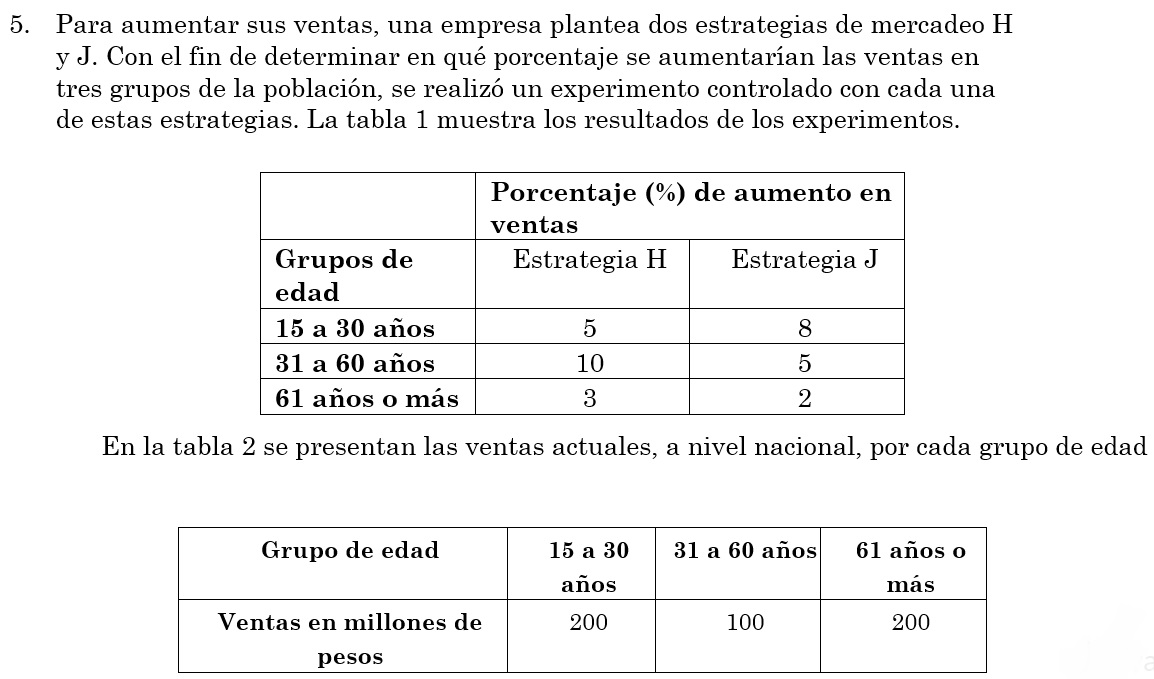 5. Para aumentar sus ventas, una empresa plantea dos estrategias de mercadeo H
y J. Con el fin de determinar en qué porcentaje se aumentarían las ventas en
tres grupos de la población, se realizó un experimento controlado con cada una
de estas estrategias. La tabla 1 muestra los resultados de los experimentos.
Porcentaje (%) de aumento en
ventas
Grupos de
edad
Estrategia H
Estrategia J
15 a 30 años 5 8
31 a 60 años 10 5
61 años o más 3 2
En la tabla 2 se presentan las ventas actuales, a nivel nacional, por cada grupo de edad
Grupo de edad
15 a 30
años
31 a 60 años
61 años o
más
Ventas en millones de
pesos
200
100
200